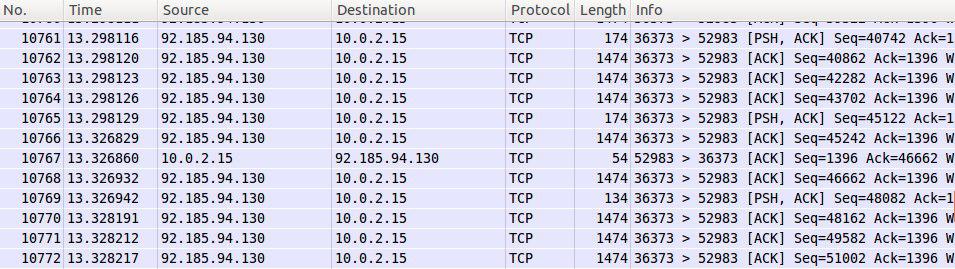 No. Time Source Destination Protocol Length Info
10761 13.298116 92.185.94.130 10.0.2.15 TCP 174 36373 > 52983 [PSH, ACK] Seq=40742 Ack=1
10762 13.298120 92.185.94.130 10.0.2.15 TCP 1474 36373 > 52983 [ACK] Seq=40862 Ack=1396 W
10763 13.298123 92.185.94.130 10.0.2.15 TCP 1474 36373 > 52983 [ACK] Seq=42282 Ack=1396 W
10764 13.298126 92.185.94.130 10.0.2.15 TCP 1474 36373 > 52983 [ACK] Seq=43702 Ack=1396 W
10765 13.298129 92.185.94.130 10.0.2.15 TCP 174 36373 > 52983 [PSH, ACK] Seq=45122 Ack=1
10766 13.326829 92.185.94.130 10.0.2.15 TCP 1474 36373 > 52983 [ACK] Seq=45242 Ack=1396 W
10767 13.326860 10.0.2.15 92.185.94.130 TCP 54 52983 > 36373 [ACK] Seq=1396 Ack=46662 W
10768 13.326932 92.185.94.130 10.0.2.15 TCP 1474 36373 > 52983 [ACK] Seq=46662 Ack=1396 W
10769 13.326942 92.185.94.130 10.0.2.15 TCP 134 36373 > 52983 [PSH, ACK] Seq=48082 Ack=1
10770 13.328191 92.185.94.130 10.0.2.15 TCP 1474 36373 > 52983 [ACK] Seq=48162 Ack=1396 W
10771 13.328212 92.185.94.130 10.0.2.15 TCP 1474 36373 > 52983 [ACK] Seq=49582 Ack=1396 W
10772 13.328217 92.185.94.130 10.0.2.15 TCP 1474 36373 > 52983 [ACK] Seq=51002 Ack=1396 W